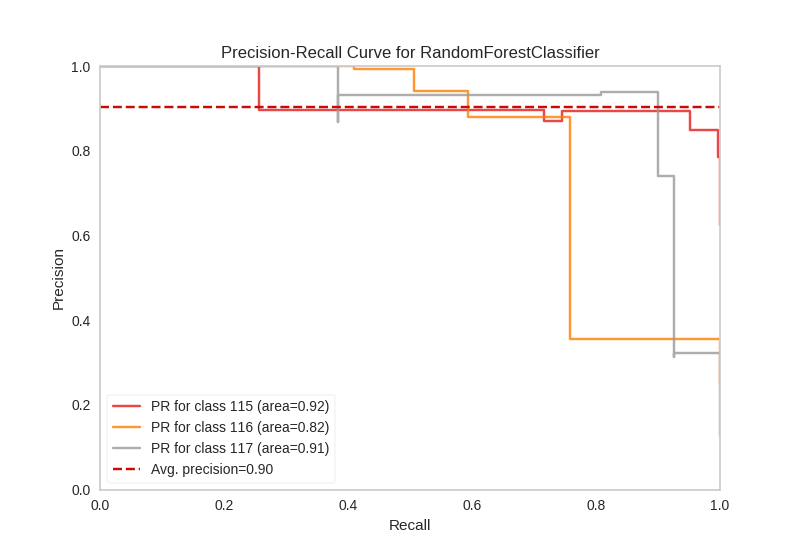 Precision-Recall Curve for RandomForestClassifier
1.0
0.8
0.6
0.4
0.2
0.0
Precision
PR for class 115 (area=0.92)
PR for class 116 (area=0.82)
PR for class 117 (area=0.91)
Avg. precision=0.90
0.0 0.2 0.4 0.6 0.8 1.0
Recall